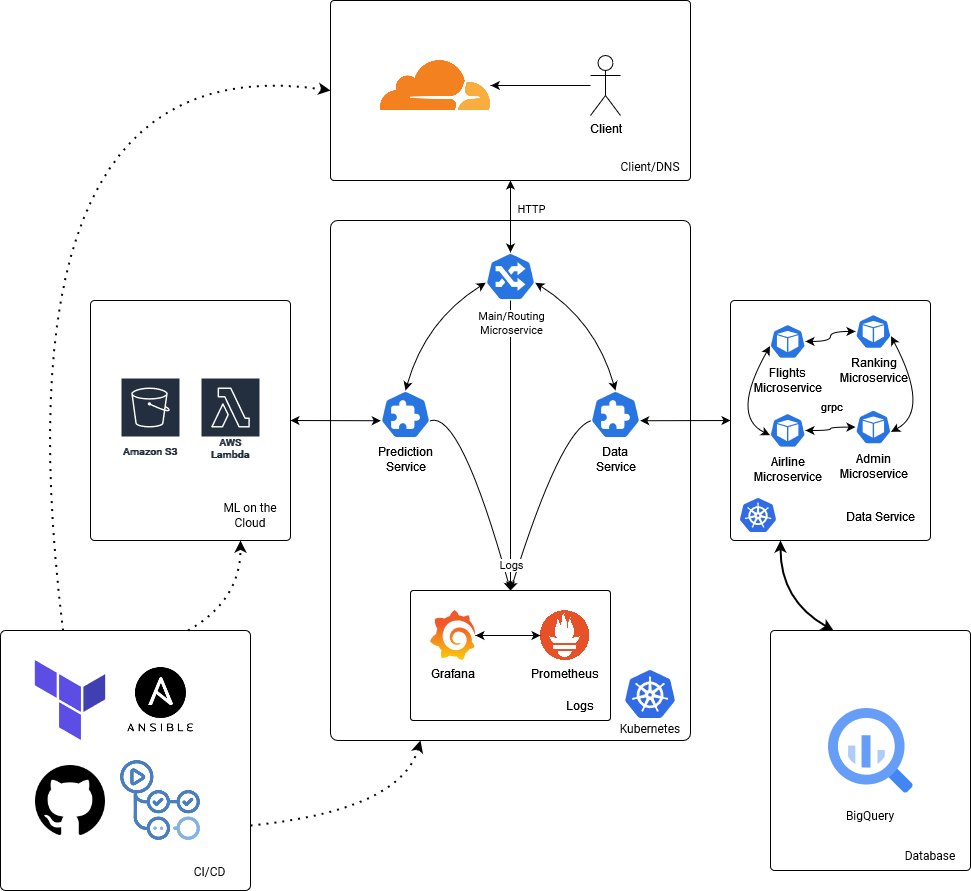 Client
Client/DNS
HTTP
Main/Routing
Microservice
Prediction
Service
Data
Service
Logs
Grafana
Prometheus
Logs
Kubernetes
Amazon S3
AWS
Lambda
ML on the
Cloud
Flights
Microservice
Ranking
Microservice
grpc
Airline
Microservice
Admin
Microservice
Data Service
ANSIBLE
CI/CD
BigQuery
Database